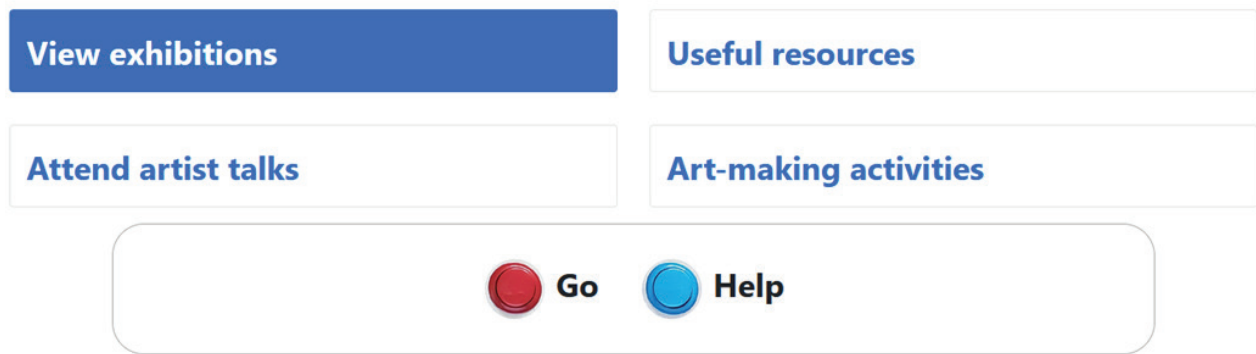 View exhibitions
Useful resources
Attend artist talks
Art-making activities
Go
Help